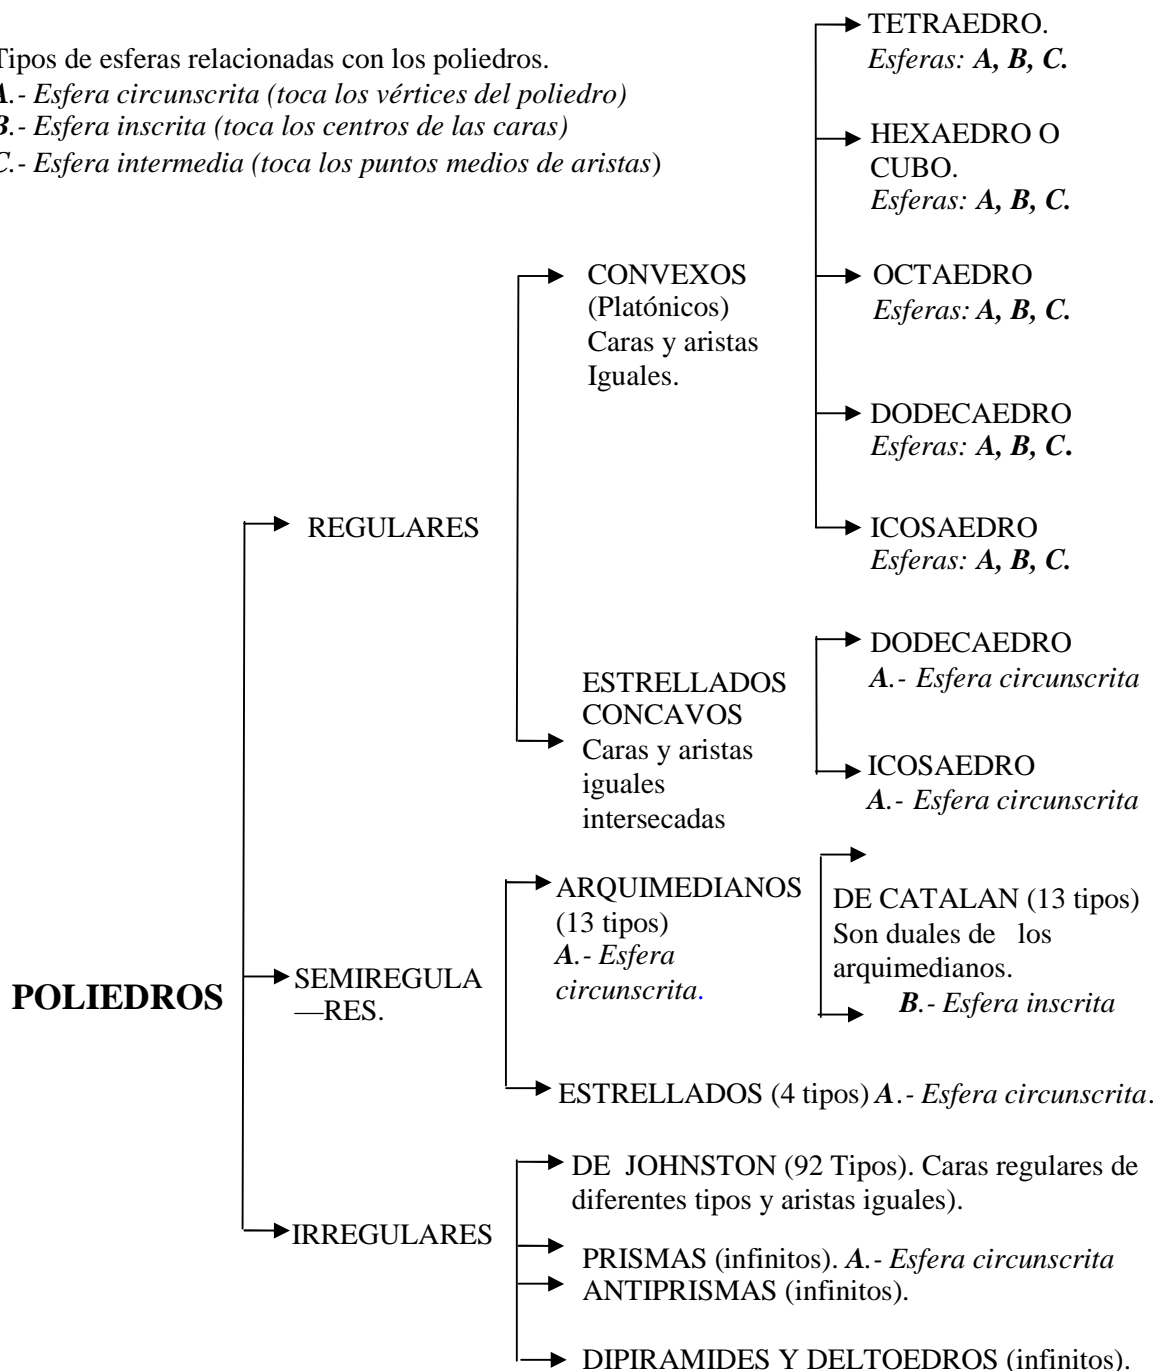 Tipos de esferas relacionadas con los poliedros.
A.- Esfera circunscrita (toca los vértices del poliedro)
B.- Esfera inscrita (toca los centros de las caras)
C.- Esfera intermedia (toca los puntos medios de aristas)
TETRAEDRO.
Esferas: A, B, C.
HEXAEDRO O
CUBO.
Esferas: A, B, C.
CONVEXOS
(Platónicos)
Caras y aristas
Iguales.
OCTAEDRO
Esferas: A, B, C.
DODECAEDRO
Esferas: A, B, C.
ICOSAEDRO
Esferas: A, B, C.
REGULARES
ESTRELLADOS
CONCAVOS
Caras y aristas
iguales
intersecadas
DODECAEDRO
A.- Esfera circunscrita
ICOSAEDRO
A.- Esfera circunscrita
POLIEDROS
SEMIREGULA
—RES.
ARQUIMEDIANOS
(13 tipos)
A.- Esfera
circunscrita.
DE CATALAN (13 tipos)
Son duales de los
arquimedianos.
B.- Esfera inscrita
ESTRELLADOS (4 tipos) A.- Esfera circunscrita.
IRREGULARES
DE JOHNSTON (92 Tipos). Caras regulares de
diferentes tipos y aristas iguales).
PRISMAS (infinitos). A.- Esfera circunscrita
ANTIPRISMAS (infinitos).
DIPIRAMIDES Y DELTOEDROS (infinitos).